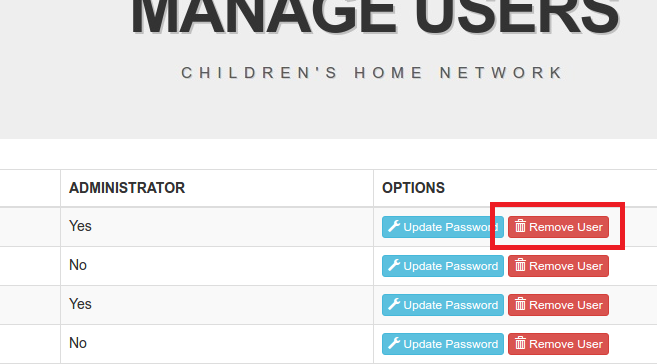 MANAGE USERS
CHILDREN'S HOME NETWORK
ADMINISTRATOR OPTIONS
Yes Update Password Remove User
No Update Password Remove User
Yes Update Password Remove User
No Update Password Remove User